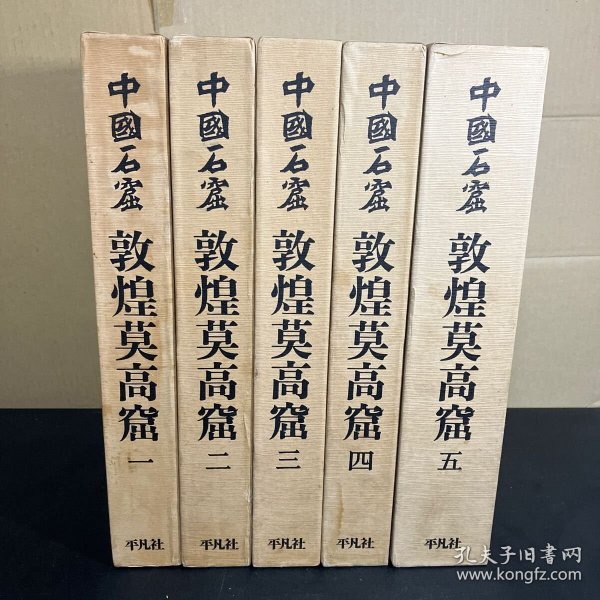 中國石窟
敦煌莫高窟
一
平凡社
中國石窟
敦煌莫高窟
二
平凡社
中國石窟
敦煌莫高窟
三
平凡社
中國石窟
敦煌莫高窟
四
平凡社
中國石窟
敦煌莫高窟
五
平凡社
孔夫子旧书网
www.kongfz.com